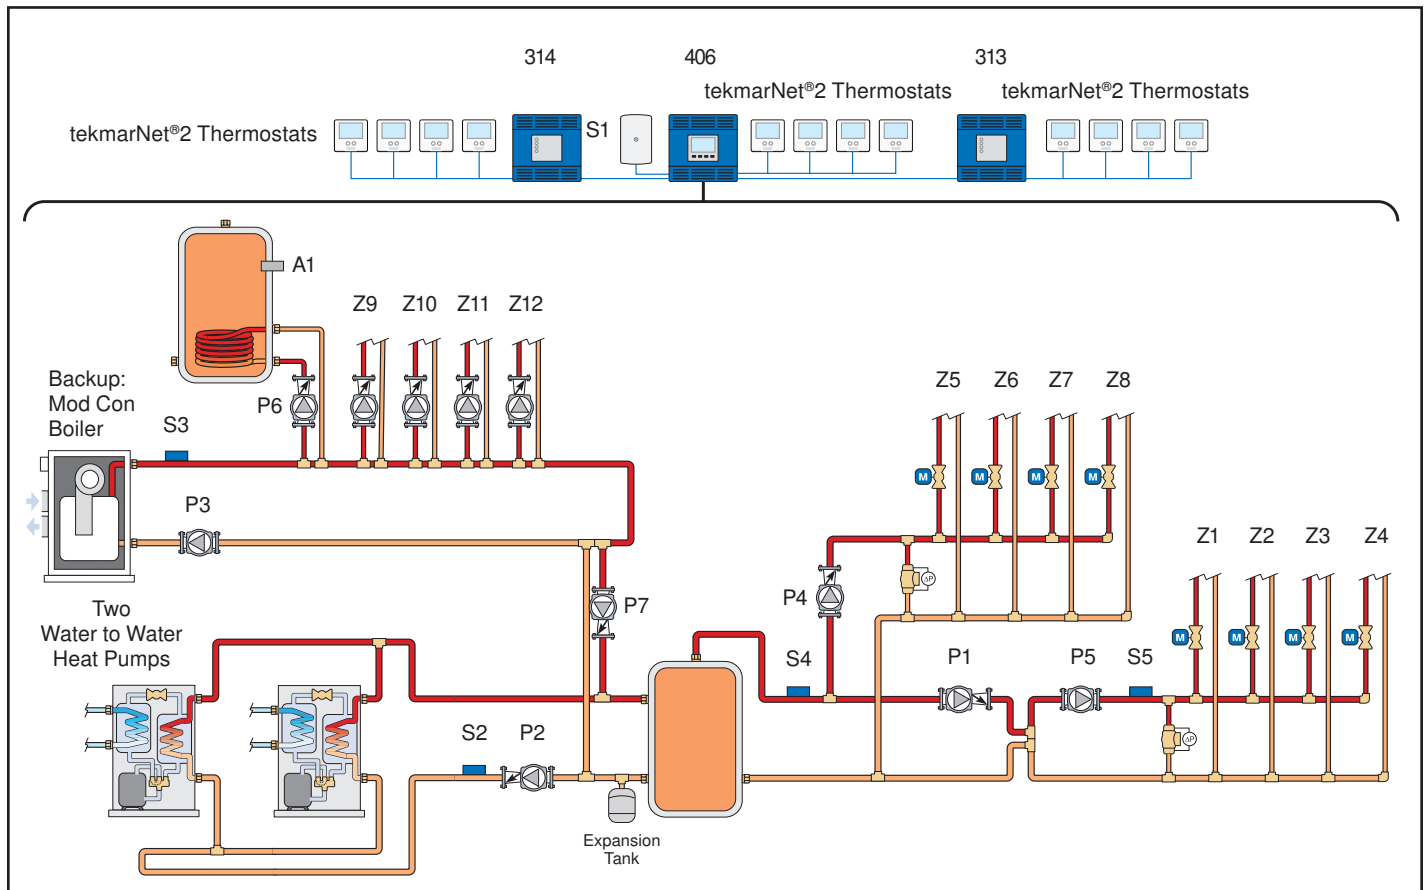 314
406
313
tekmarNet®2 Thermostats
tekmarNet®2 Thermostats
tekmarNet®2 Thermostats
S1
A1
Z9
Z10
Z11
Z12
Backup:
Mod Con
Boiler
S3
P6
P3
Z5
Z6
Z7
Z8
M
M
M
M
Z1
Z2
Z3
Z4
ΔP
P4
P7
Two
Water to Water
Heat Pumps
M
M
M
M
S4
P1
P5
S5
ΔP
S2
P2
Expansion
Tank